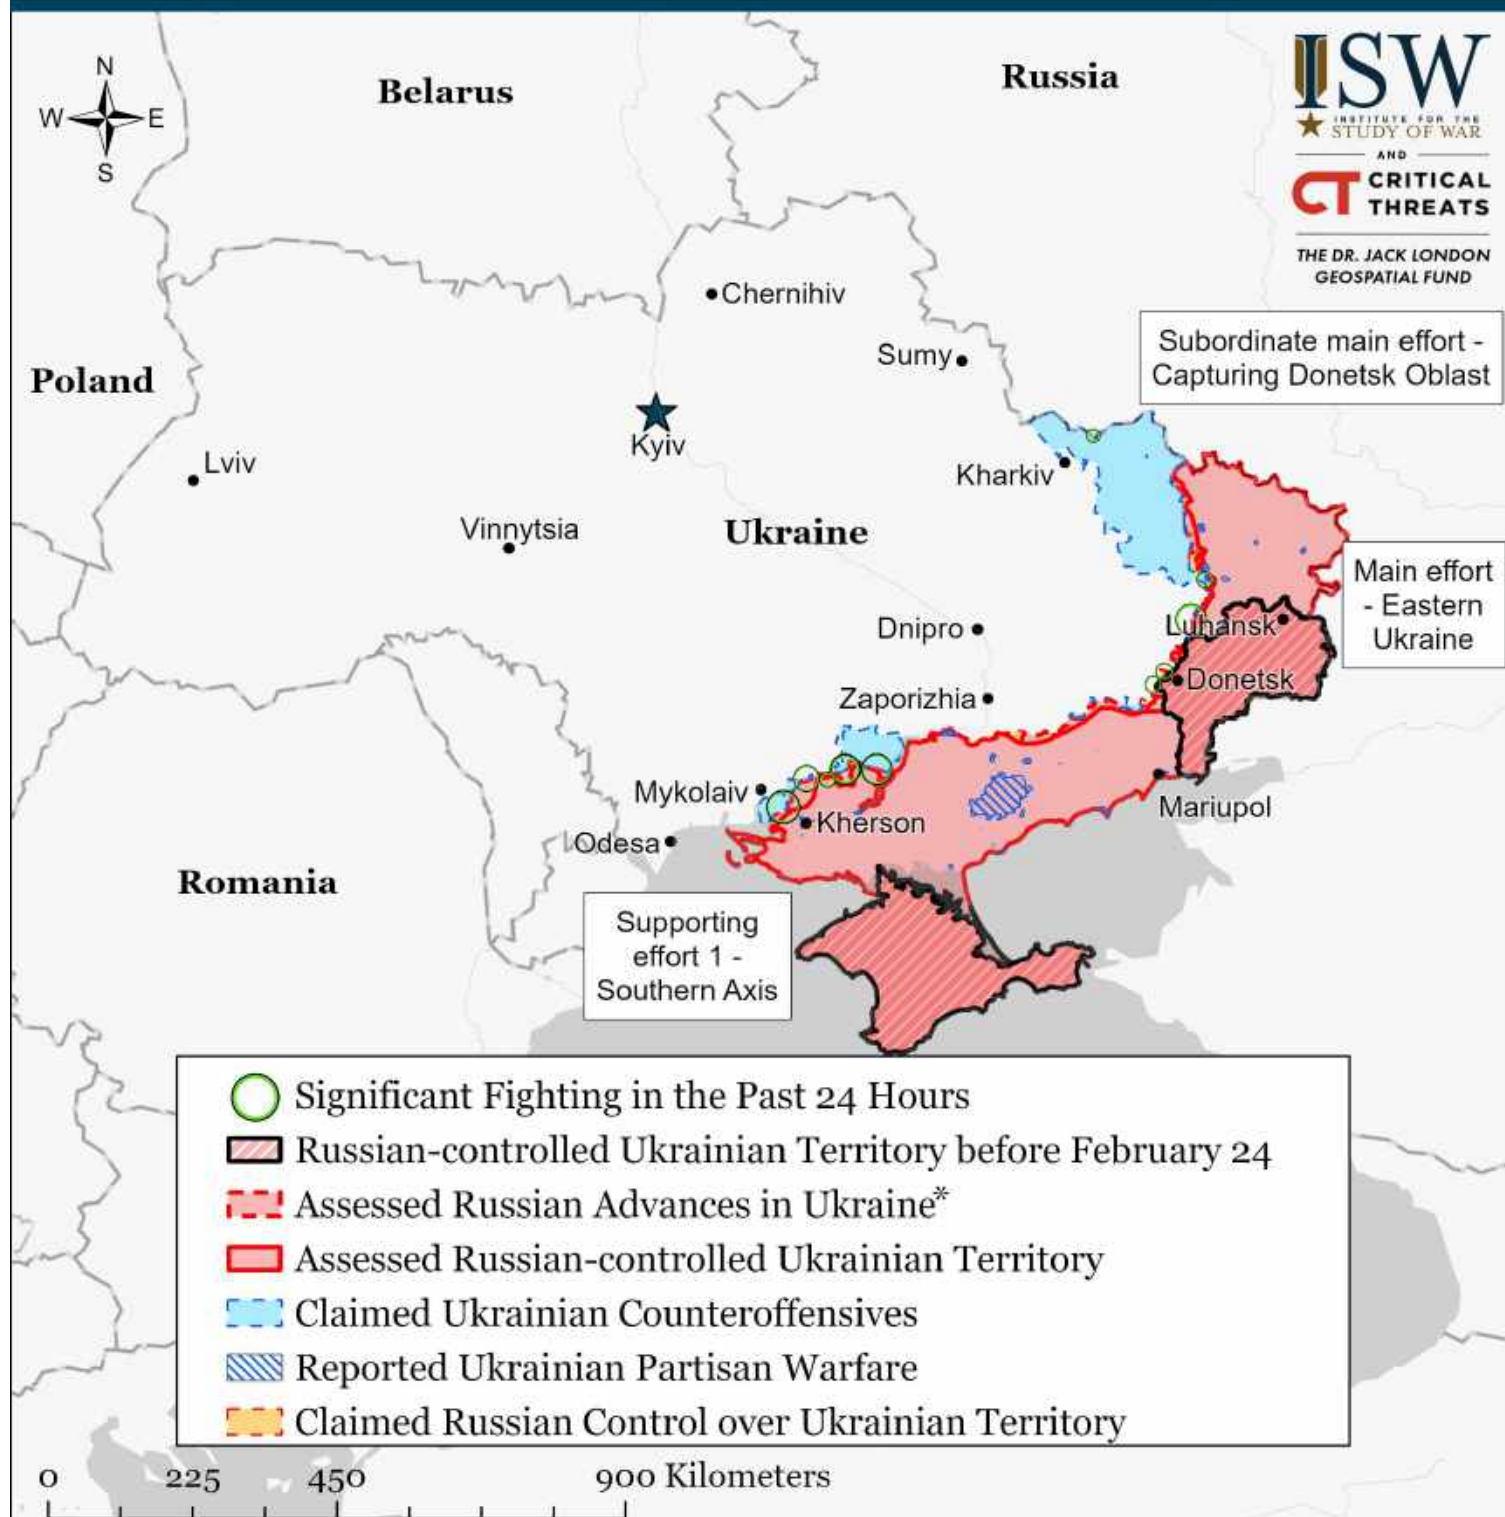 N
W E
S
Belarus
Russia
ISW
INSTITUTE FOR THE
STUDY OF WAR
AND
CT CRITICAL
THREATS
THE DR. JACK LONDON
GEOSPATIAL FUND
Chernihiv
Sumy
Subordinate main effort -
Capturing Donetsk Oblast
Poland
Kyiv
Lviv
Kharkiv
Vinnytsia
Ukraine
Main effort
- Eastern
Ukraine
Dnipro
Luhansk
Donetsk
Zaporizhia
Mykolaiv
Mariupol
Kherson
Odesa
Romania
Supporting
effort 1 -
Southern Axis
Significant Fighting in the Past 24 Hours
Russian-controlled Ukrainian Territory before February 24
Assessed Russian Advances in Ukraine*
Assessed Russian-controlled Ukrainian Territory
Claimed Ukrainian Counteroffensives
Reported Ukrainian Partisan Warfare
Claimed Russian Control over Ukrainian Territory
0 225 450 900 Kilometers